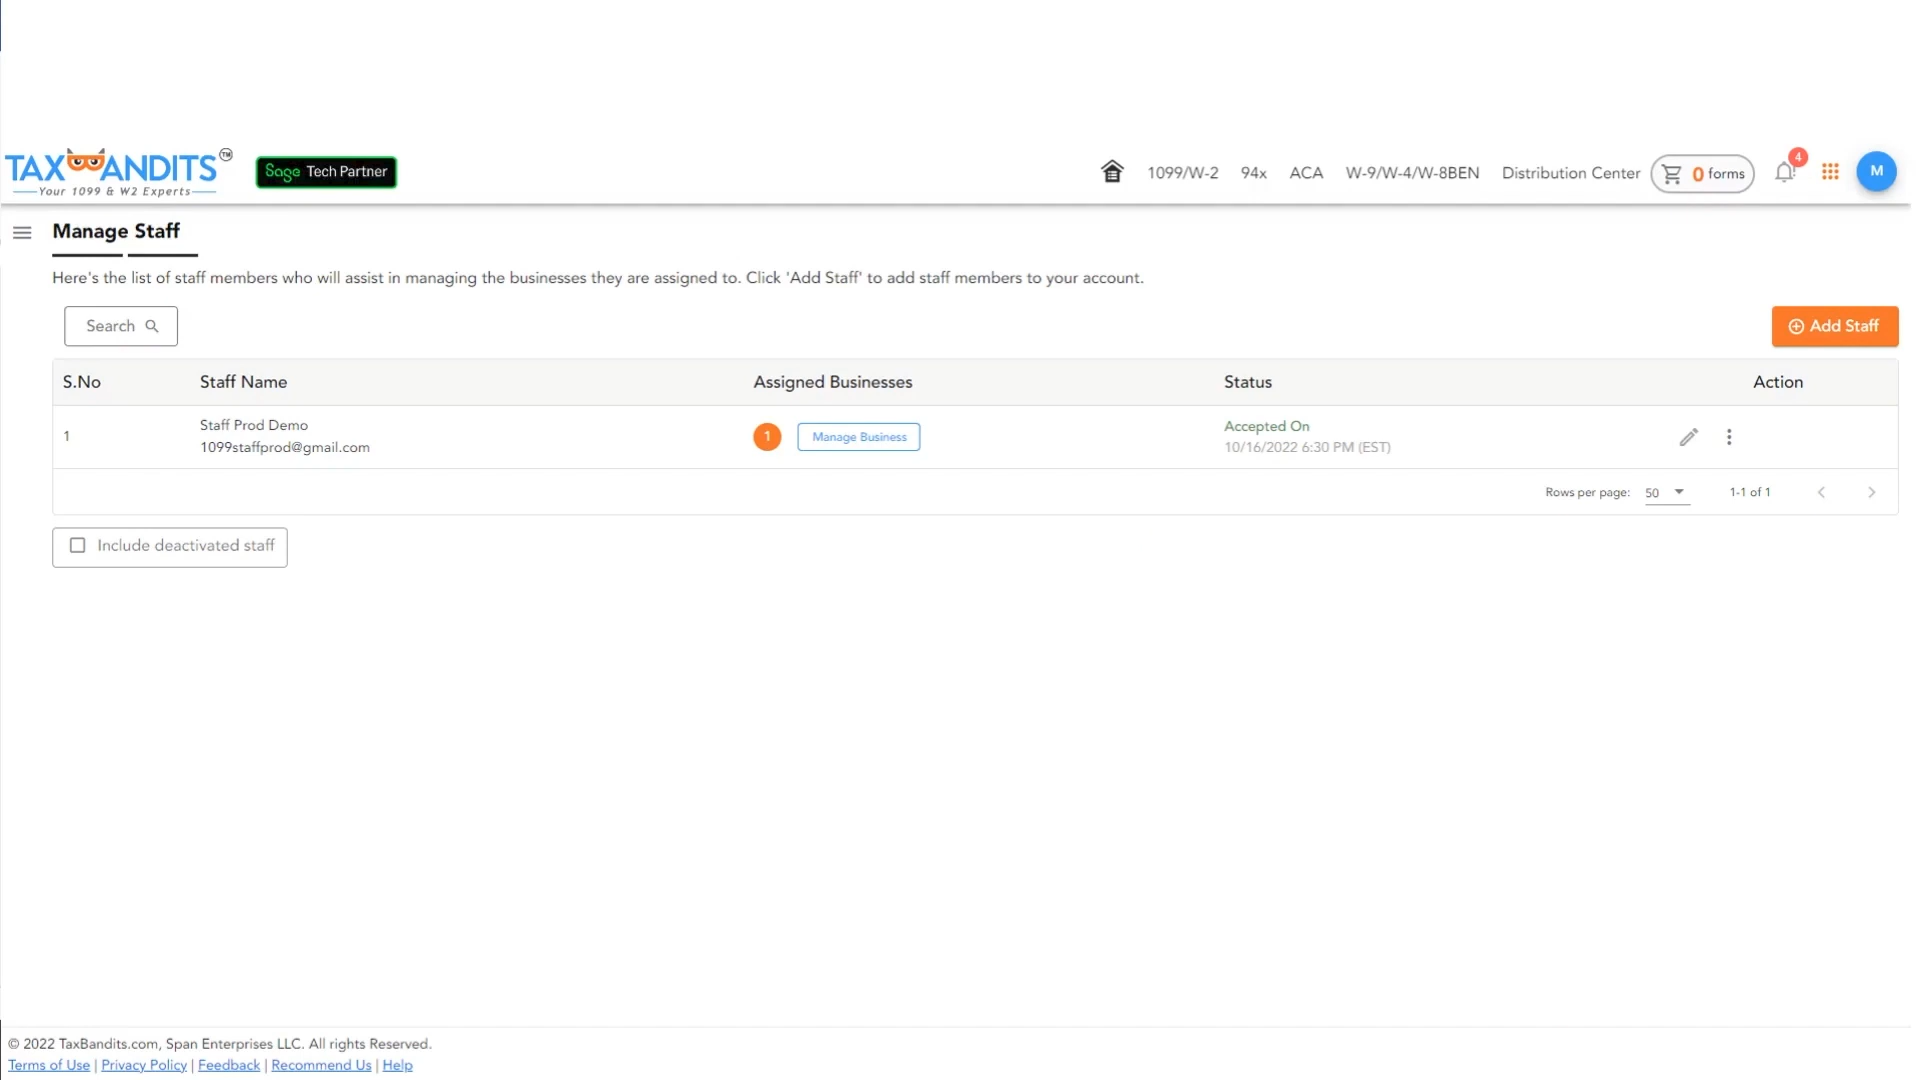 TAXBANDITS TM
Your 1099 & W2 Experts
Sage Tech Partner
1099/W-2 94x ACA W-9/W-4/W-8BEN Distribution Center 0 forms 4 M
Manage Staff
Here's the list of staff members who will assist in managing the businesses they are assigned to. Click 'Add Staff' to add staff members to your account.
Search
Add Staff
S.No Staff Name Assigned Businesses Status Action
1 Staff Prod Demo 1 Manage Business Accepted On
1099staffprod@gmail.com 10/16/2022 6:30 PM (EST)
Rows per page: 50 1-1 of 1
Include deactivated staff
© 2022 TaxBandits.com, Span Enterprises LLC. All rights Reserved.
Terms of Use | Privacy Policy | Feedback | Recommend Us | Help